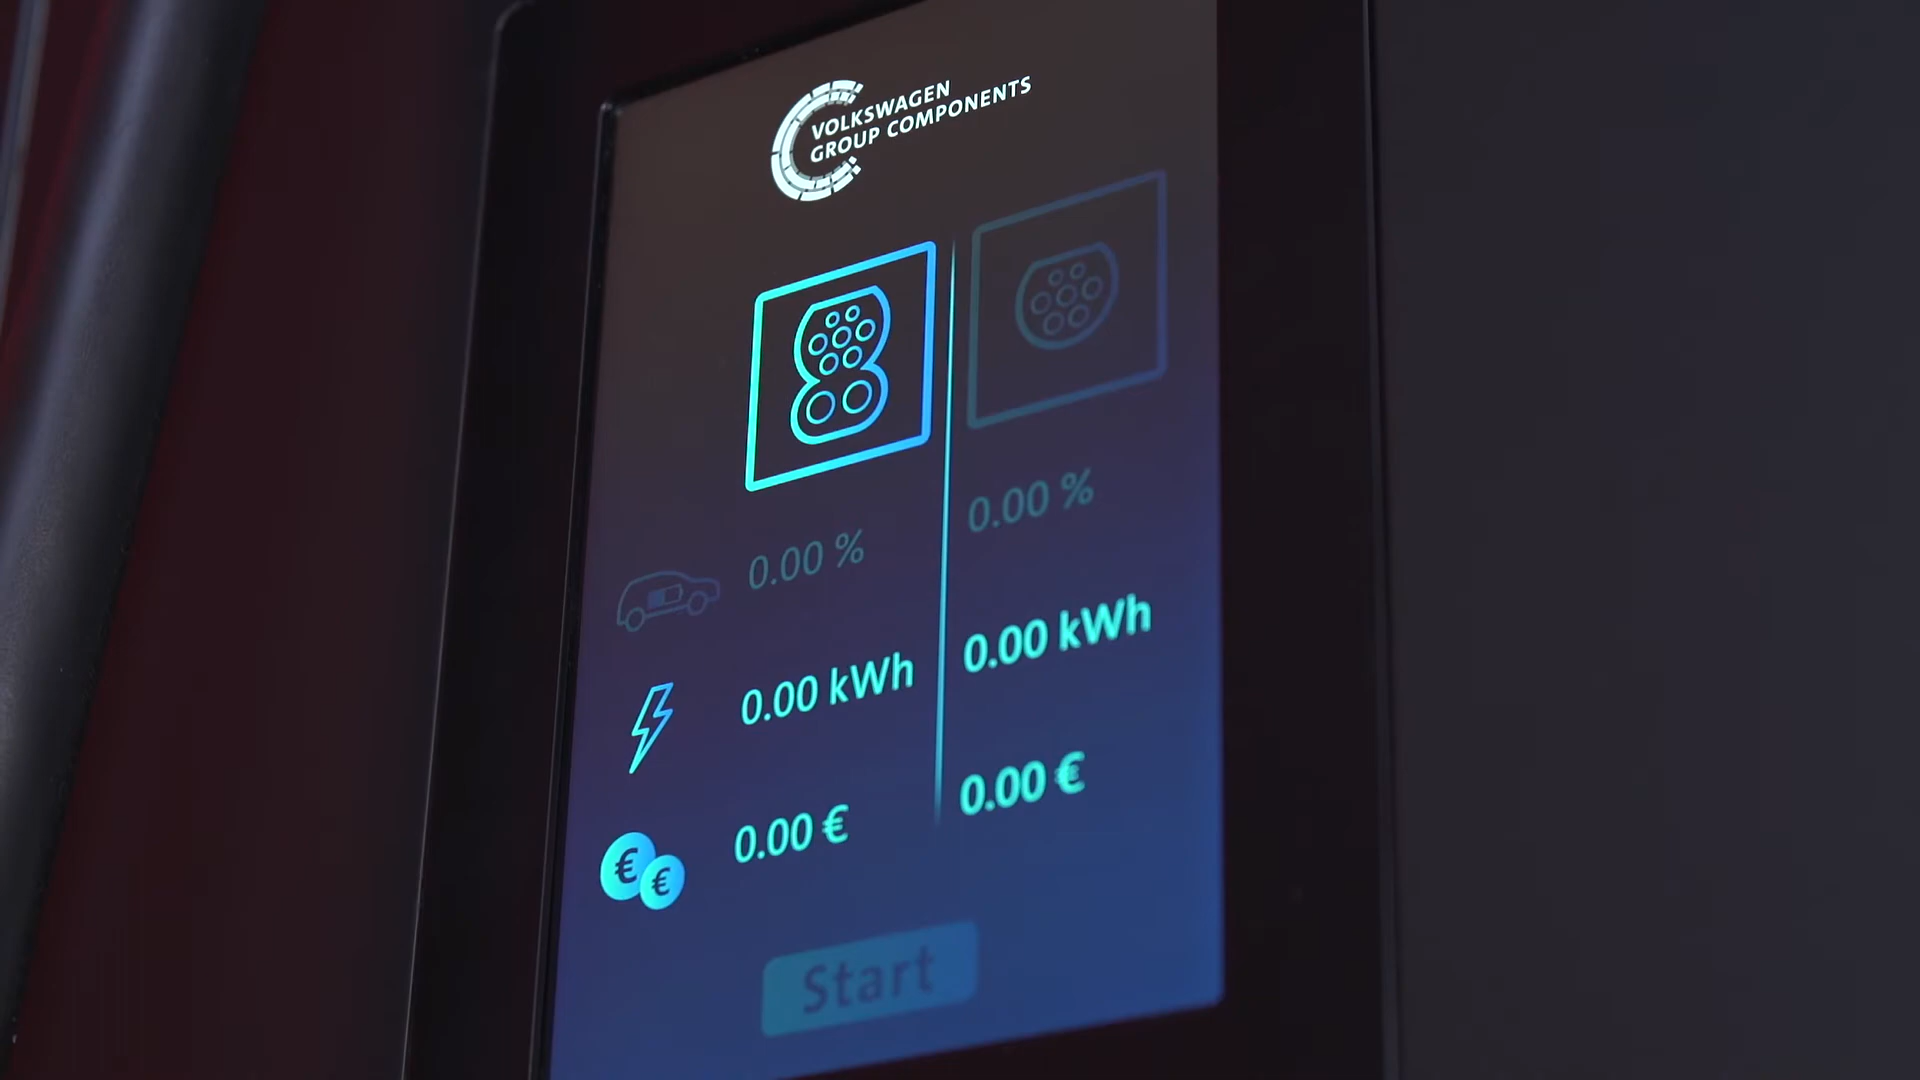 VOLKSWAGEN
GROUP COMPONENTS
0.00 % 0.00 %
0.00 kWh 0.00 kWh
0.00 € 0.00 €
€ €
Start